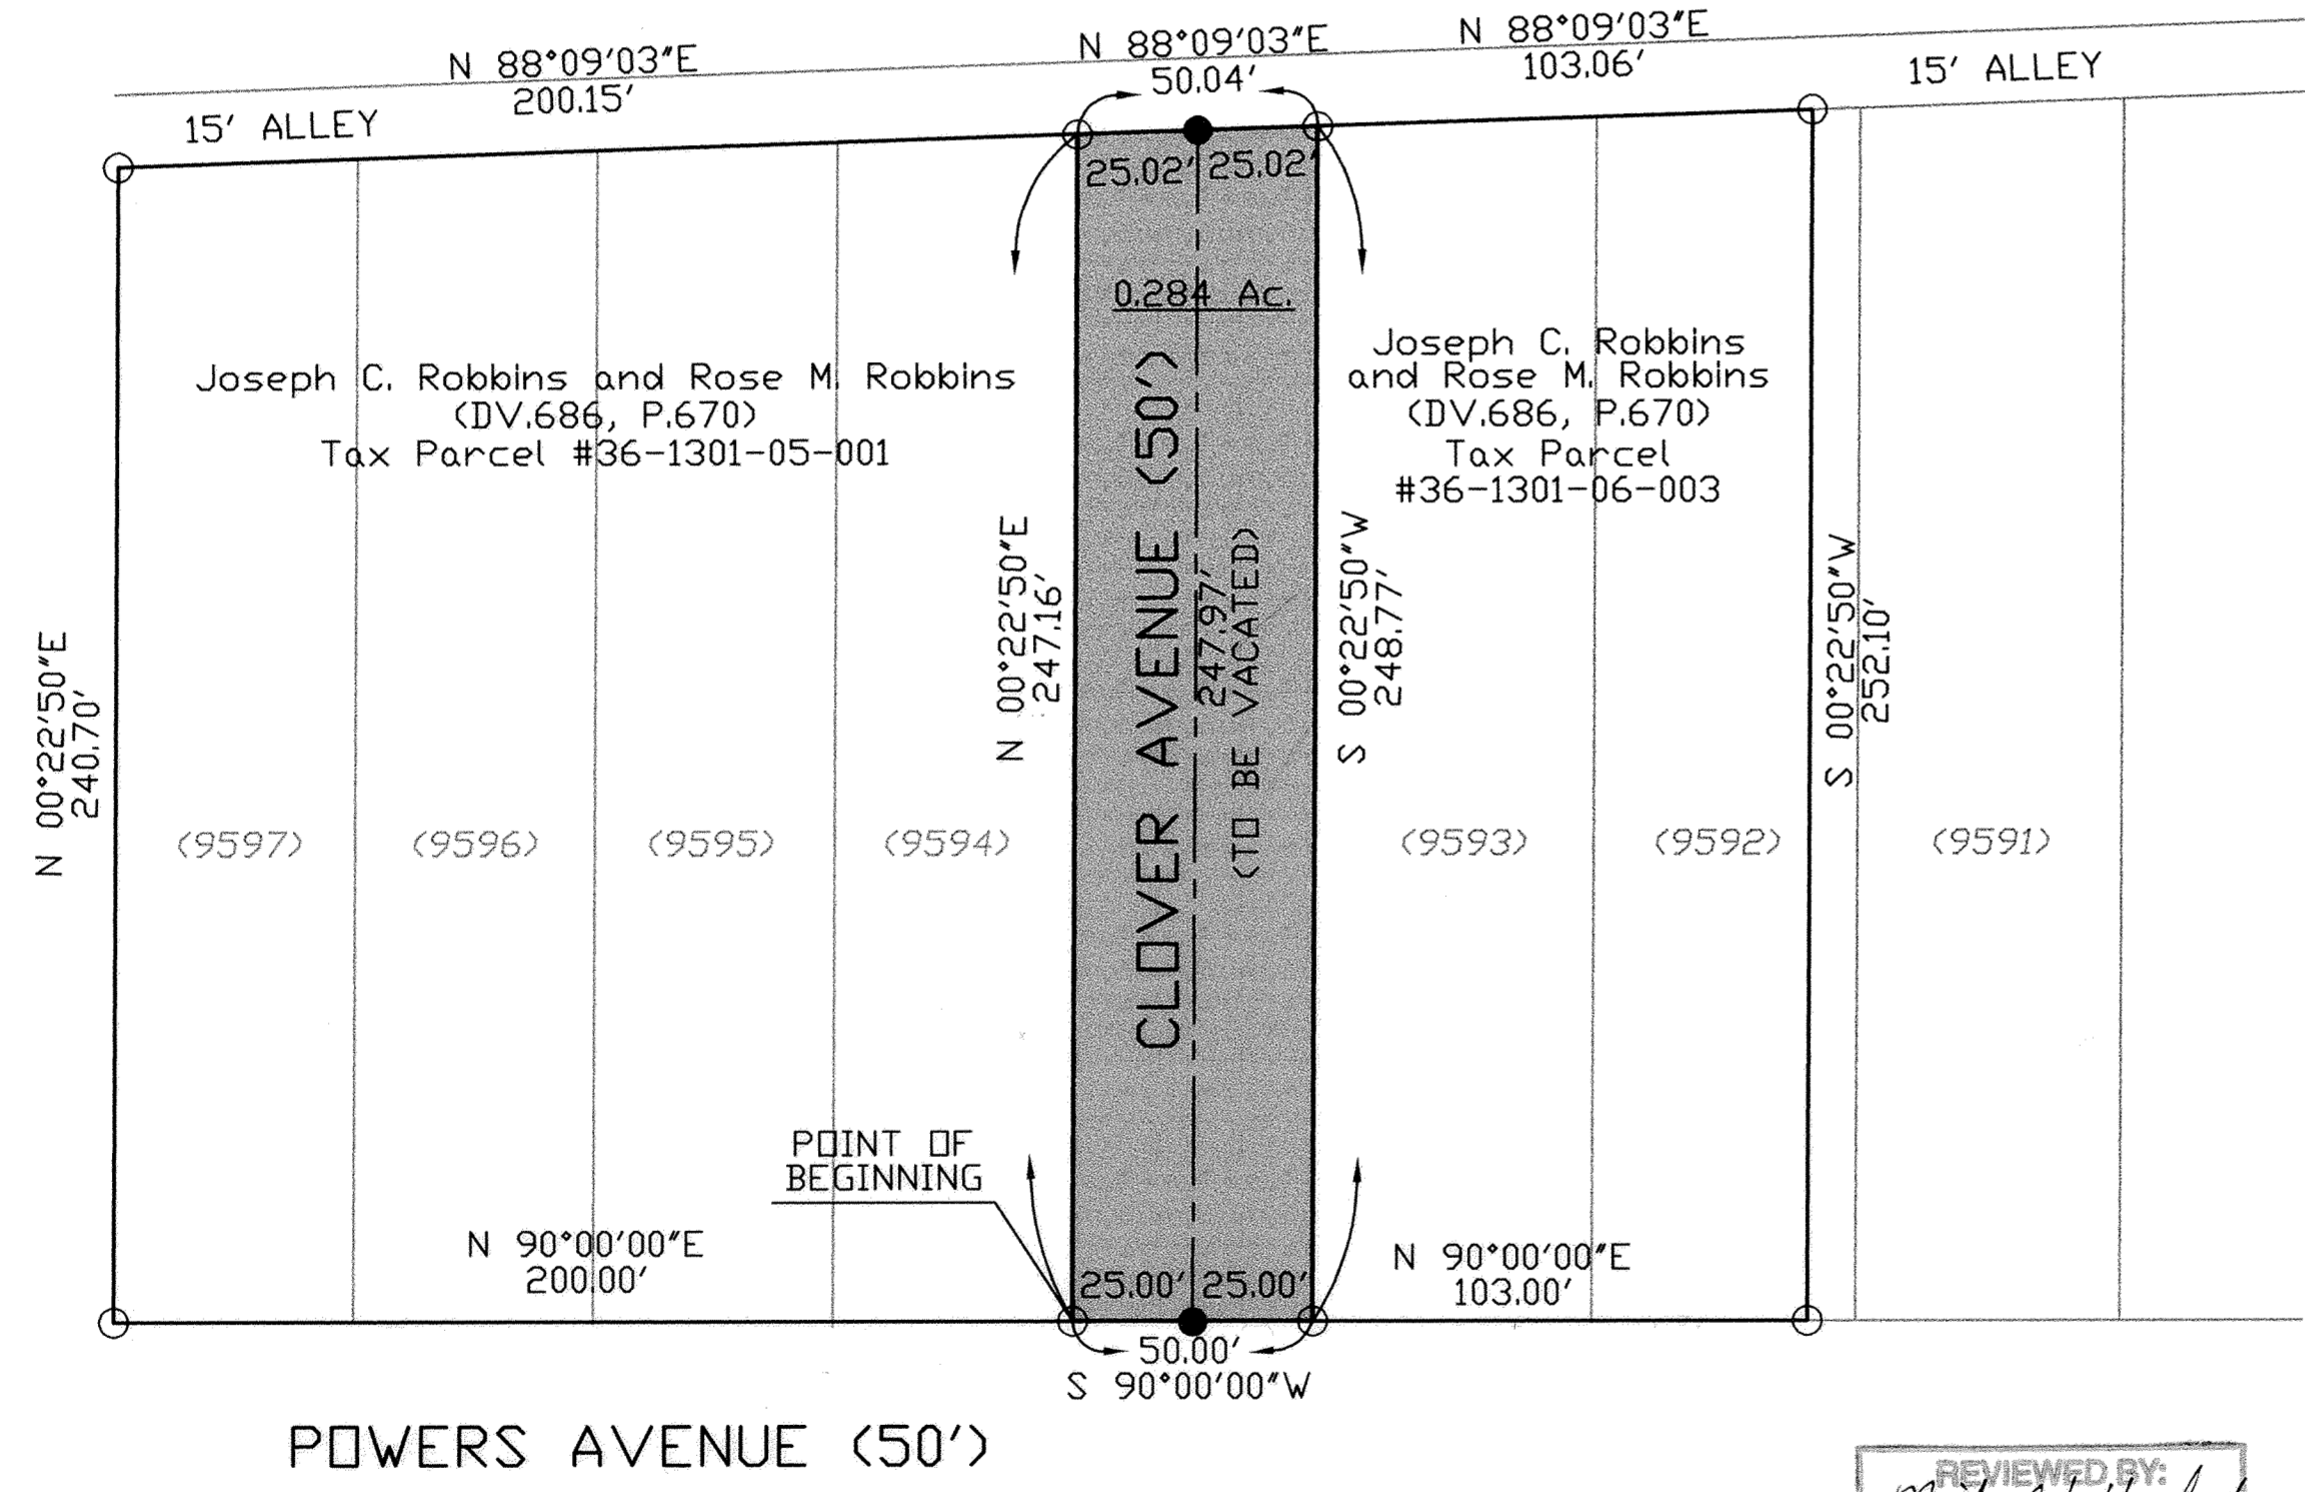 N 88°09'03"E
200.15'
N 88°09'03"E
50.04'
N 88°09'03"E
103.06'
15' ALLEY
15' ALLEY
25.02' 25.02'
0.284 Ac.
Joseph C. Robbins and Rose M. Robbins
(DV.686, P.670)
Tax Parcel #36-1301-05-001
Joseph C. Robbins
and Rose M. Robbins
(DV.686, P.670)
Tax Parcel
#36-1301-06-003
N 00°22'50"E
240.70'
N 00°22'50"E
247.16'
CLOVER AVENUE (50')
247.97'
(TO BE VACATED)
S 00°22'50"W
248.77'
S 00°22'50"W
252.10'
(9597)
(9596)
(9595)
(9594)
(9593)
(9592)
(9591)
POINT OF
BEGINNING
N 90°00'00"E
200.00'
25.00' 25.00'
N 90°00'00"E
103.00'
50.00'
S 90°00'00"W
POWERS AVENUE (50')
REVIEWED BY: